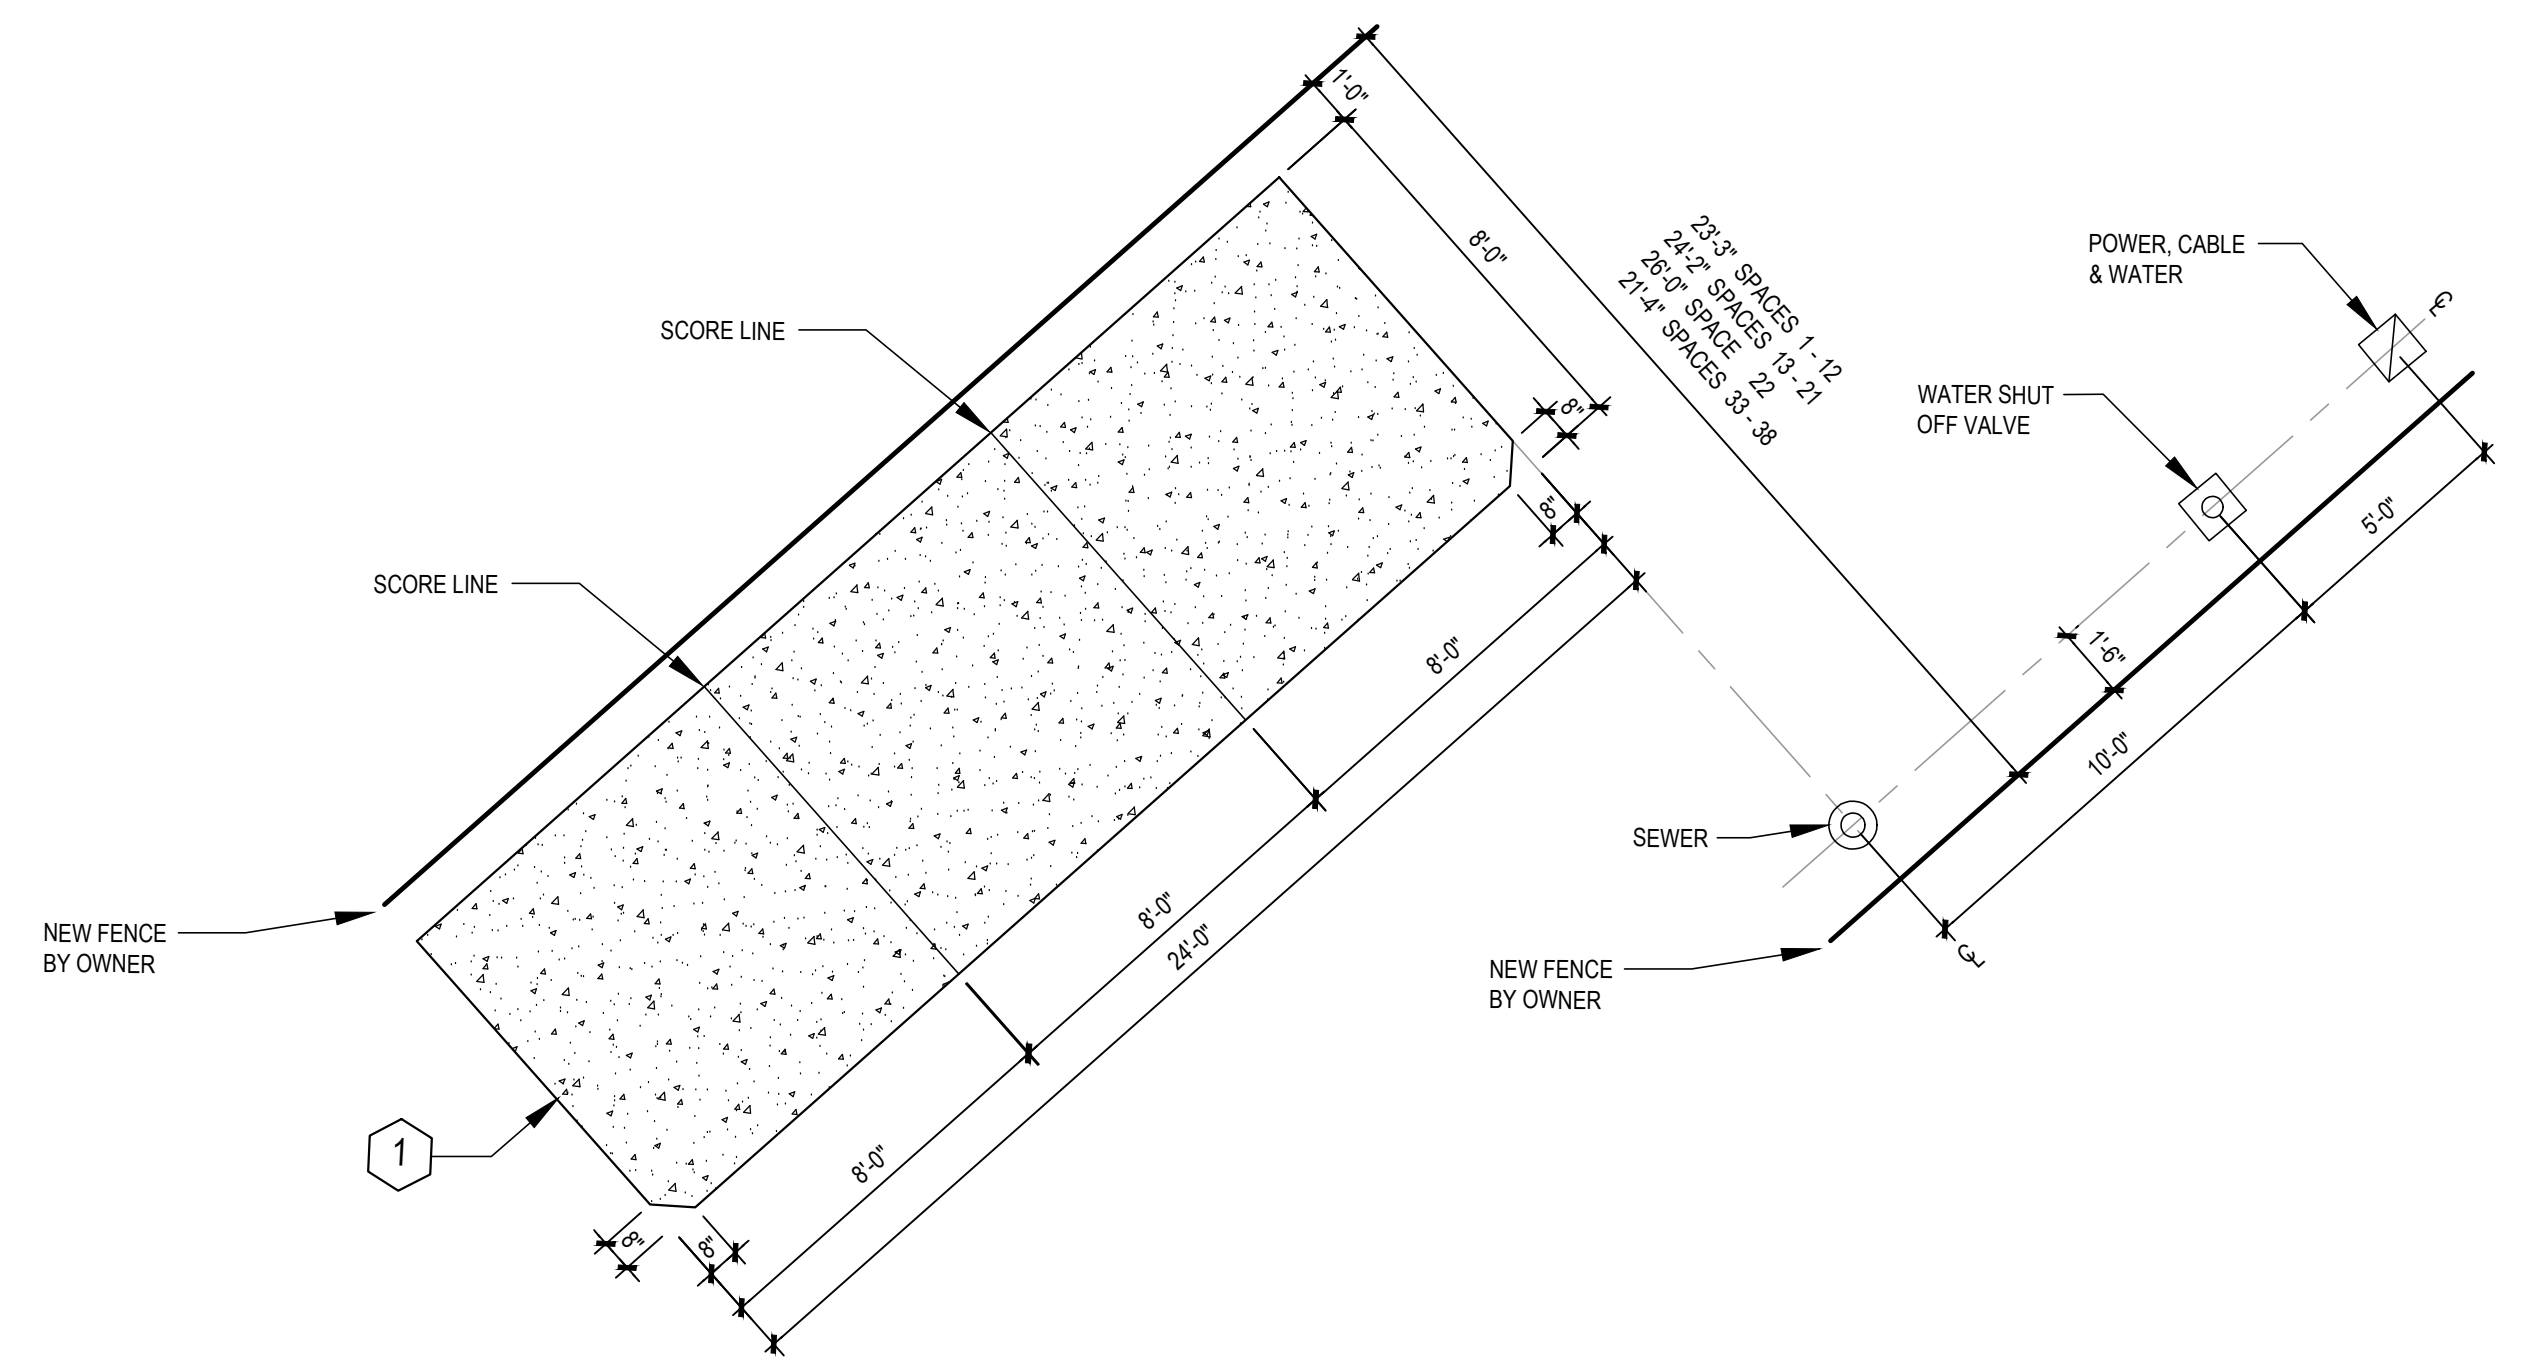 1'-0"
8'-0"
23'-3" SPACES 1 - 12
24'-2" SPACES 13 - 21
26'-0" SPACE 22
21'-4" SPACES 33 - 38
POWER, CABLE
& WATER
℄
SCORE LINE
WATER SHUT
OFF VALVE
8"
8"
5'-0"
SCORE LINE
8'-0"
1'-6"
10'-0"
SEWER
8'-0"
24'-0"
NEW FENCE
BY OWNER
NEW FENCE
BY OWNER
℄
1
8'-0"
8"
8"